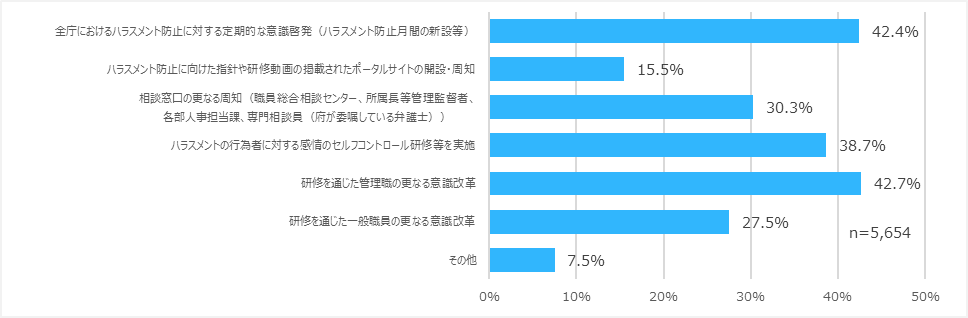 全庁におけるハラスメント防止に対する定期的な意識啓発（ハラスメント防止月間の新設等）
42.4%
ハラスメント防止に向けた指針や研修動画の掲載されたポータルサイトの開設・周知
15.5%
相談窓口の更なる周知（職員総合相談センター、所属長等管理監督者、
各部人事担当課、専門相談員（府が委嘱している弁護士））
30.3%
ハラスメントの行為者に対する感情のセルフコントロール研修等を実施
38.7%
研修を通じた管理職の更なる意識改革
42.7%
研修を通じた一般職員の更なる意識改革
27.5%
n=5,654
その他
7.5%
0% 10% 20% 30% 40% 50%